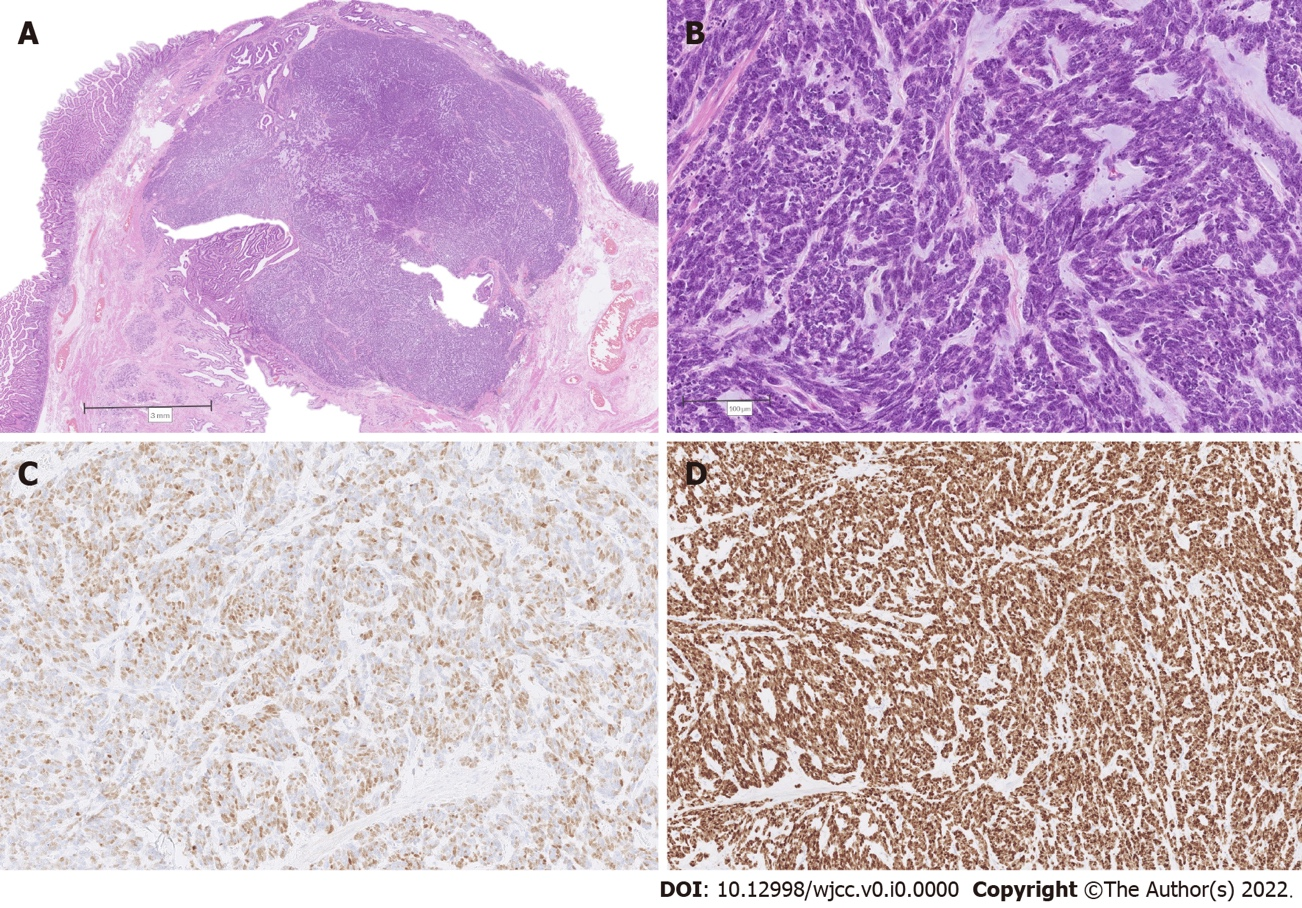 A
B
3 mm
100 µm
C
D
DOI: 10.12998/wjcc.v0.i0.0000 Copyright ©The Author(s) 2022.